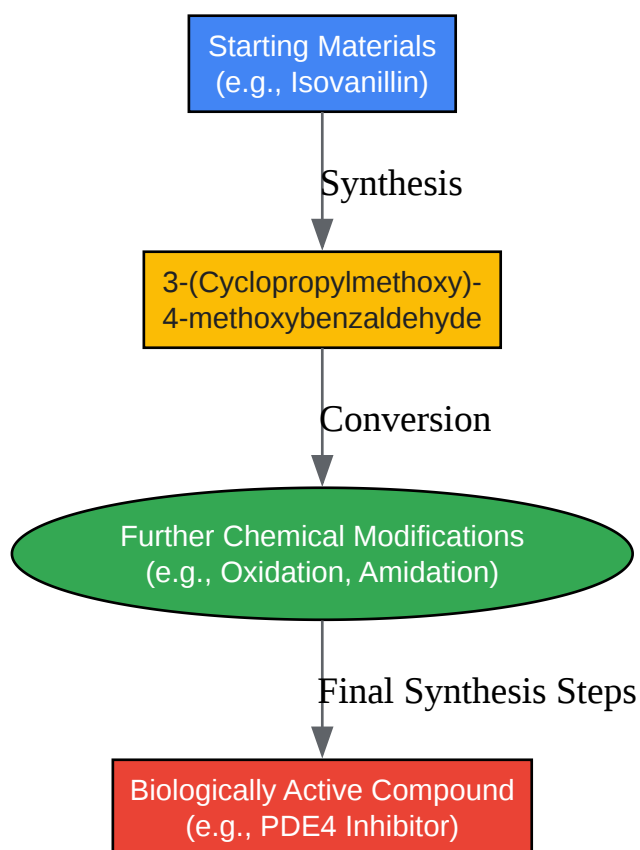 Starting Materials
(e.g., Isovanillin)
Synthesis
3-(Cyclopropylmethoxy)-
4-methoxybenzaldehyde
Conversion
Further Chemical Modifications
(e.g., Oxidation, Amidation)
Final Synthesis Steps
Biologically Active Compound
(e.g., PDE4 Inhibitor)